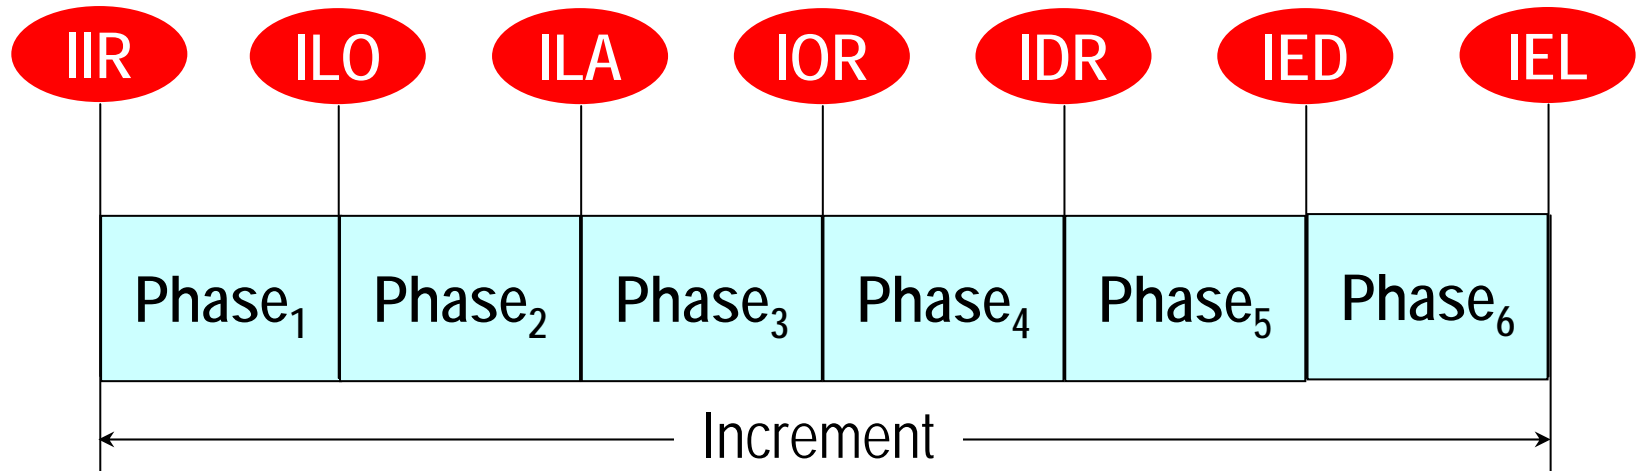 IIR ILO ILA IOR IDR IED IEL
Phase1 Phase2 Phase3 Phase4 Phase5 Phase6
Increment